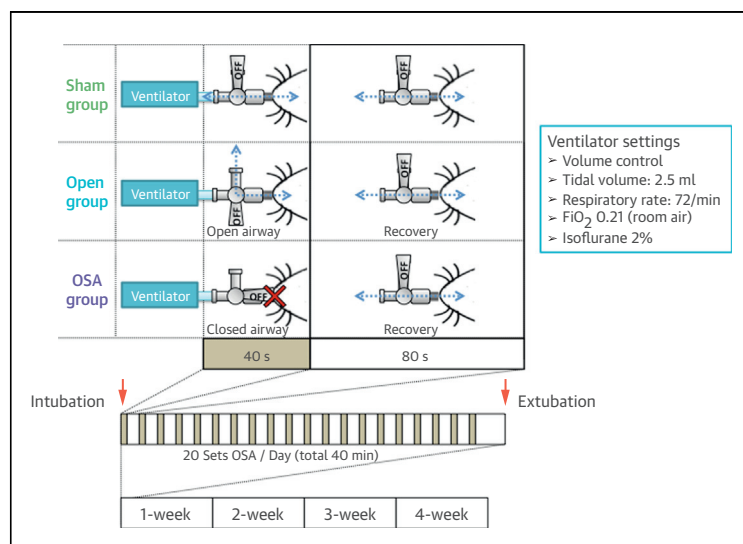 Sham
group
Ventilator
OFF
OFF
Open
group
Ventilator
OFF
OFF
Open airway
Recovery
OSA
group
Ventilator
OFF
OFF
Closed airway
Recovery
40 s
80 s
Ventilator settings
➢ Volume control
➢ Tidal volume: 2.5 ml
➢ Respiratory rate: 72/min
➢ FiO2 0.21 (room air)
➢ Isoflurane 2%
Intubation
Extubation
20 Sets OSA / Day (total 40 min)
1-week
2-week
3-week
4-week